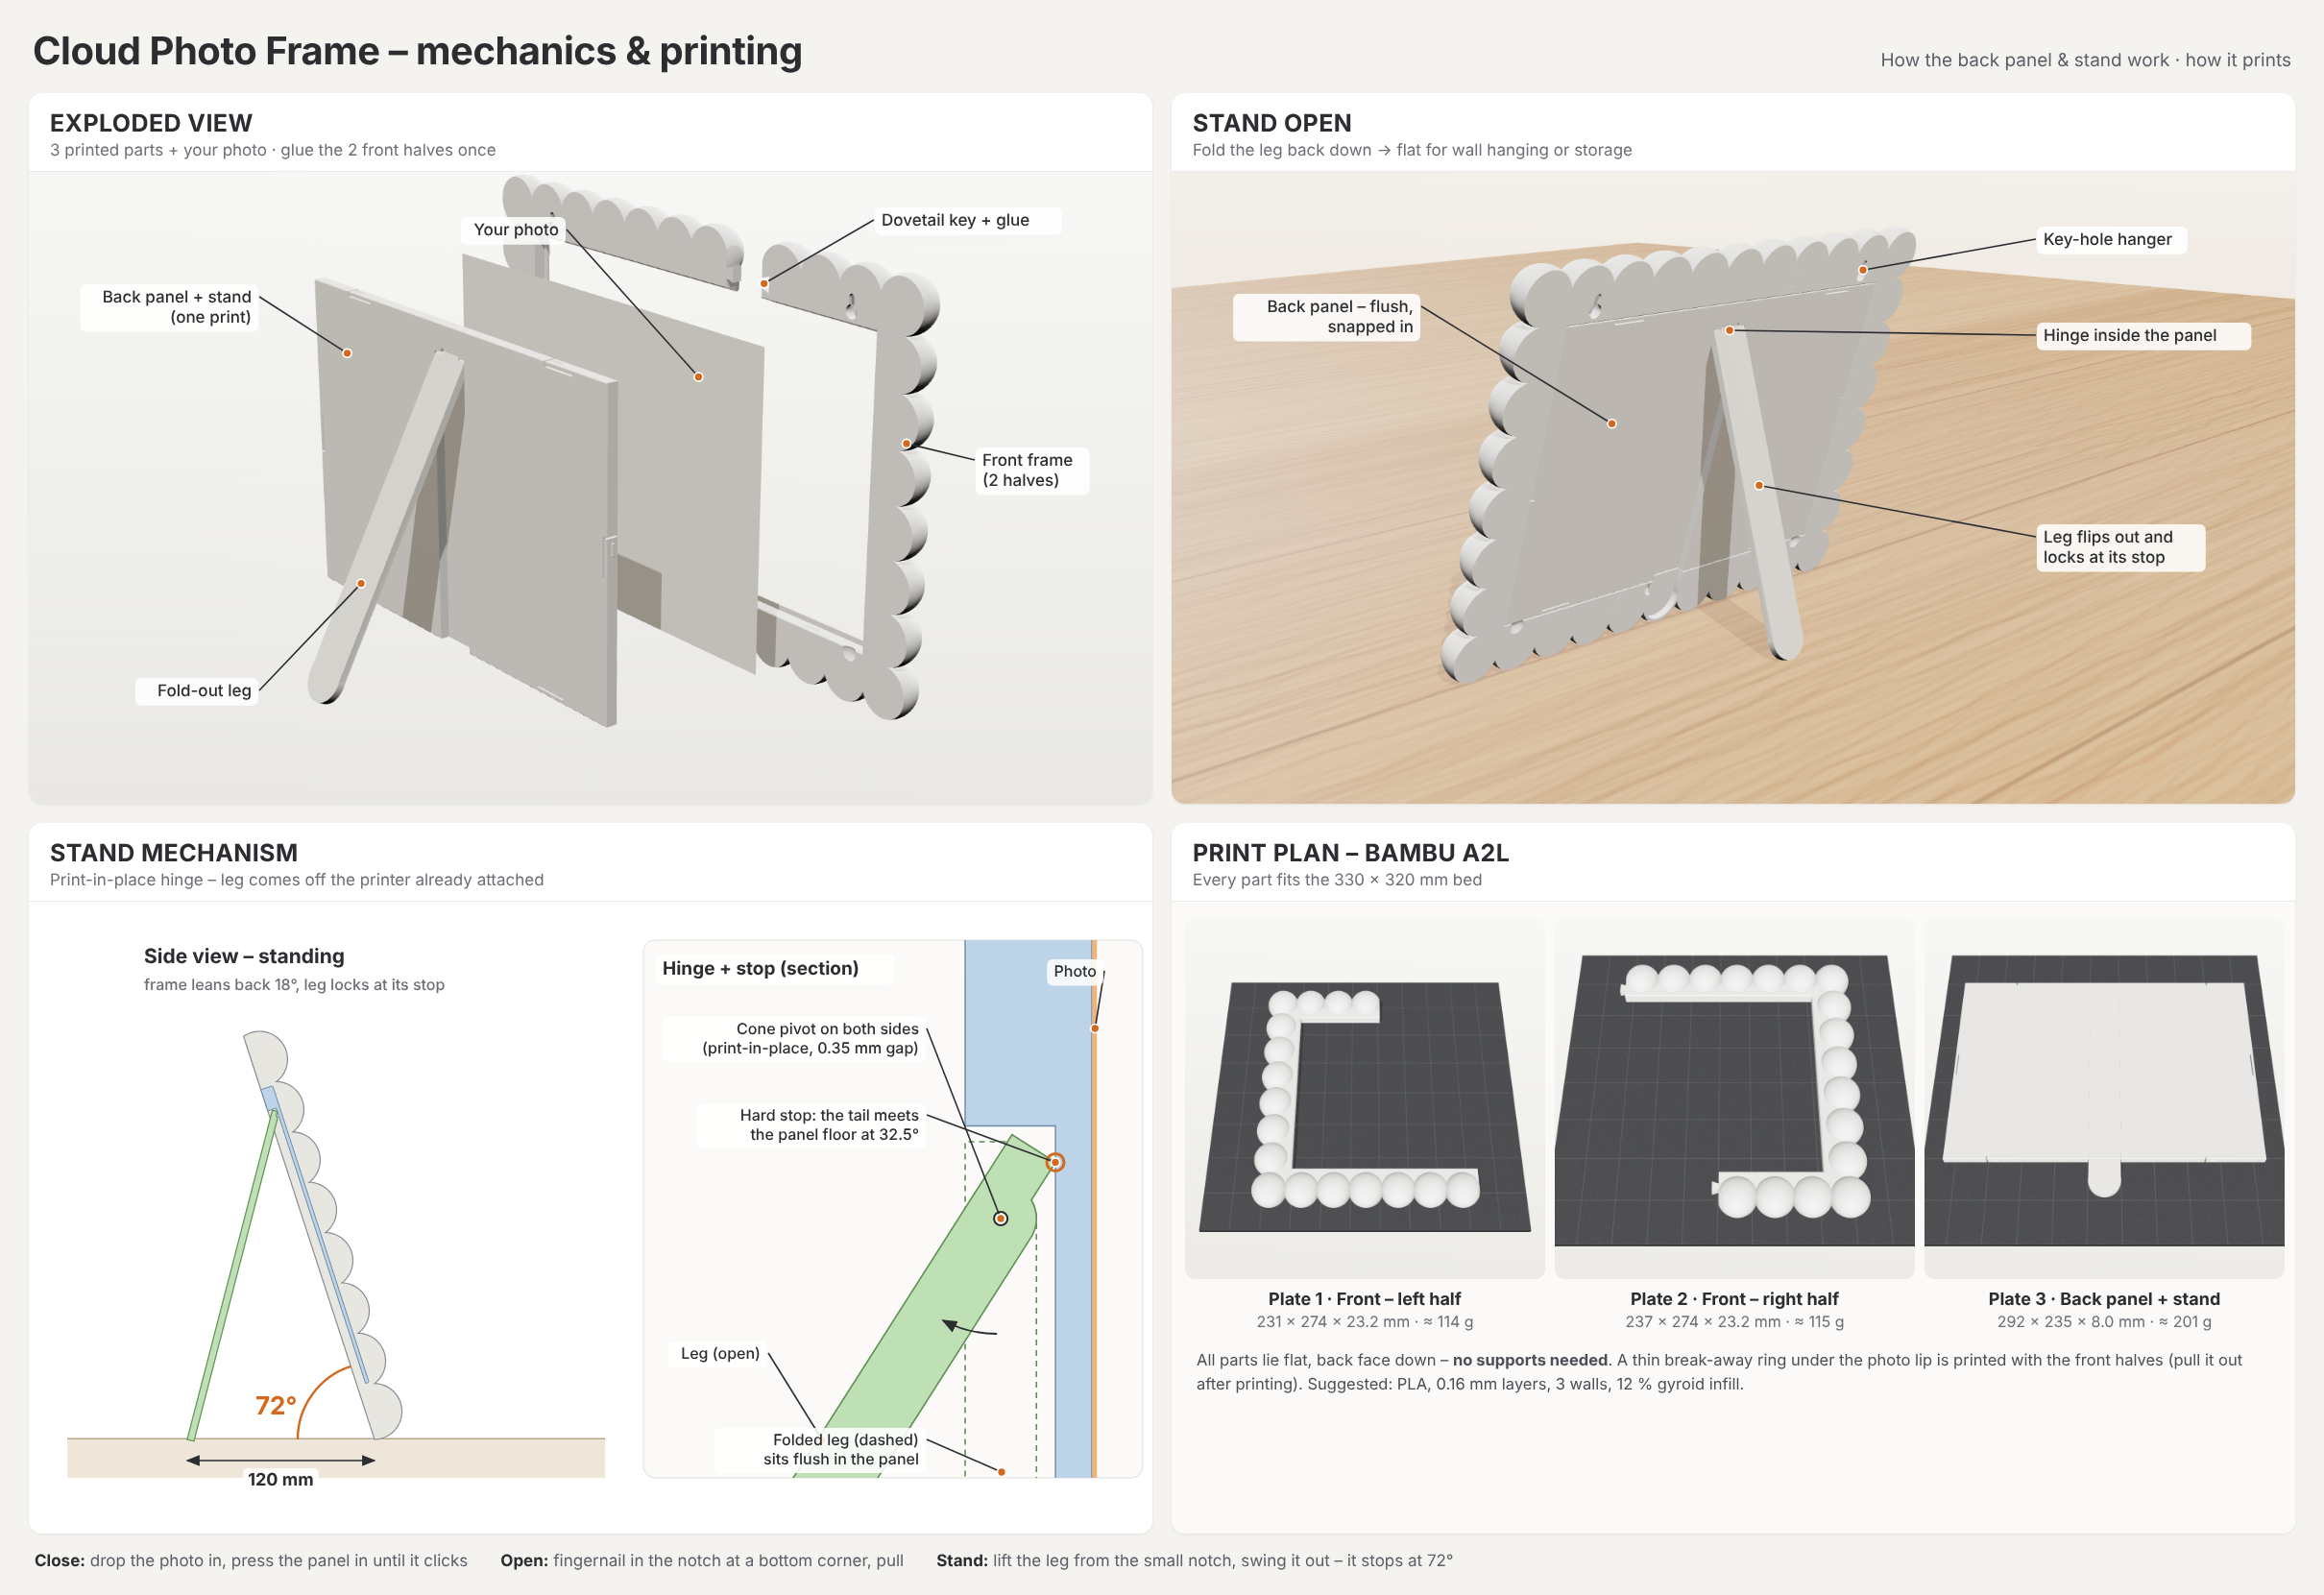 Cloud Photo Frame – mechanics & printing
How the back panel & stand work · how it prints
EXPLODED VIEW
3 printed parts + your photo · glue the 2 front halves once
Your photo
Dovetail key + glue
Back panel + stand
(one print)
Front frame
(2 halves)
Fold-out leg
STAND OPEN
Fold the leg back down → flat for wall hanging or storage
Key-hole hanger
Back panel – flush,
snapped in
Hinge inside the panel
Leg flips out and
locks at its stop
STAND MECHANISM
Print-in-place hinge – leg comes off the printer already attached
Side view – standing
frame leans back 18°, leg locks at its stop
72°
120 mm
Hinge + stop (section)
Photo
Cone pivot on both sides
(print-in-place, 0.35 mm gap)
Hard stop: the tail meets
the panel floor at 32.5°
Leg (open)
Folded leg (dashed)
sits flush in the panel
PRINT PLAN – BAMBU A2L
Every part fits the 330 × 320 mm bed
Plate 1 · Front – left half
231 × 274 × 23.2 mm · ≈ 114 g
Plate 2 · Front – right half
237 × 274 × 23.2 mm · ≈ 115 g
Plate 3 · Back panel + stand
292 × 235 × 8.0 mm · ≈ 201 g
All parts lie flat, back face down – no supports needed. A thin break-away ring under the photo lip is printed with the front halves (pull it out
after printing). Suggested: PLA, 0.16 mm layers, 3 walls, 12 % gyroid infill.
Close: drop the photo in, press the panel in until it clicks Open: fingernail in the notch at a bottom corner, pull Stand: lift the leg from the small notch, swing it out – it stops at 72°